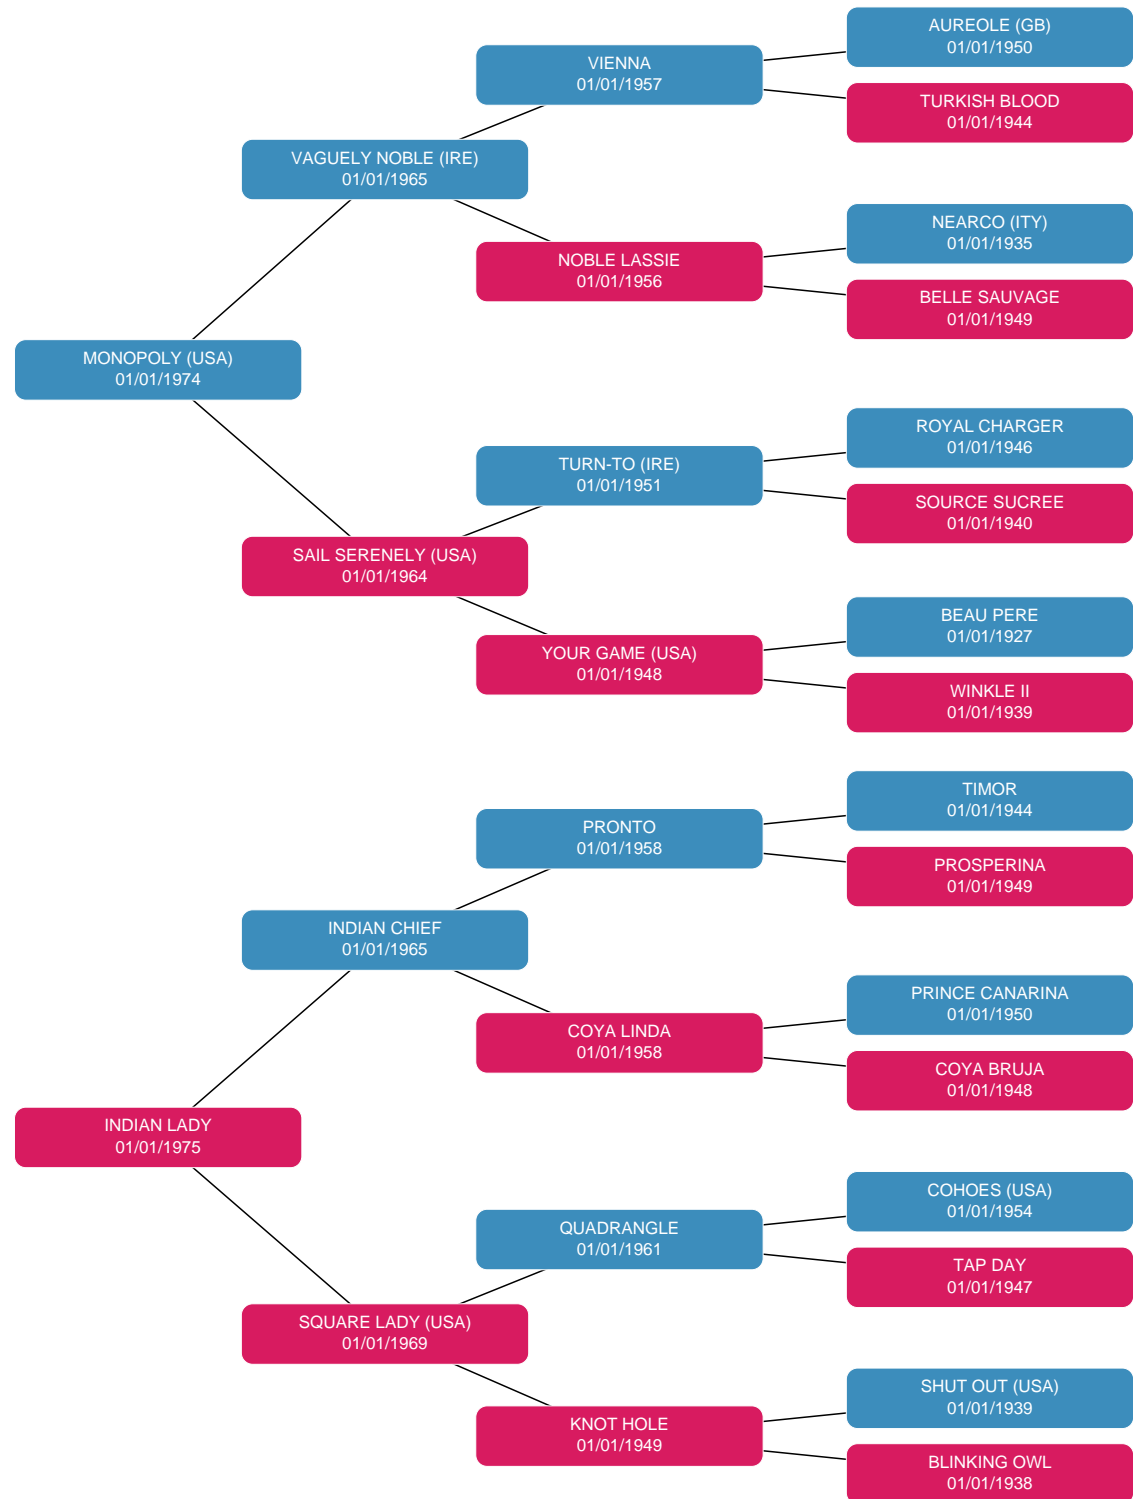 AUREOLE (GB)
01/01/1950
VIENNA
01/01/1957
TURKISH BLOOD
01/01/1944
VAGUELY NOBLE (IRE)
01/01/1965
NEARCO (ITY)
01/01/1935
NOBLE LASSIE
01/01/1956
BELLE SAUVAGE
01/01/1949
MONOPOLY (USA)
01/01/1974
ROYAL CHARGER
01/01/1946
TURN-TO (IRE)
01/01/1951
SOURCE SUCREE
01/01/1940
SAIL SERENELY (USA)
01/01/1964
BEAU PERE
01/01/1927
YOUR GAME (USA)
01/01/1948
WINKLE II
01/01/1939
TIMOR
01/01/1944
PRONTO
01/01/1958
PROSPERINA
01/01/1949
INDIAN CHIEF
01/01/1965
PRINCE CANARINA
01/01/1950
COYA LINDA
01/01/1958
COYA BRUJA
01/01/1948
INDIAN LADY
01/01/1975
COHOES (USA)
01/01/1954
QUADRANGLE
01/01/1961
TAP DAY
01/01/1947
SQUARE LADY (USA)
01/01/1969
SHUT OUT (USA)
01/01/1939
KNOT HOLE
01/01/1949
BLINKING OWL
01/01/1938